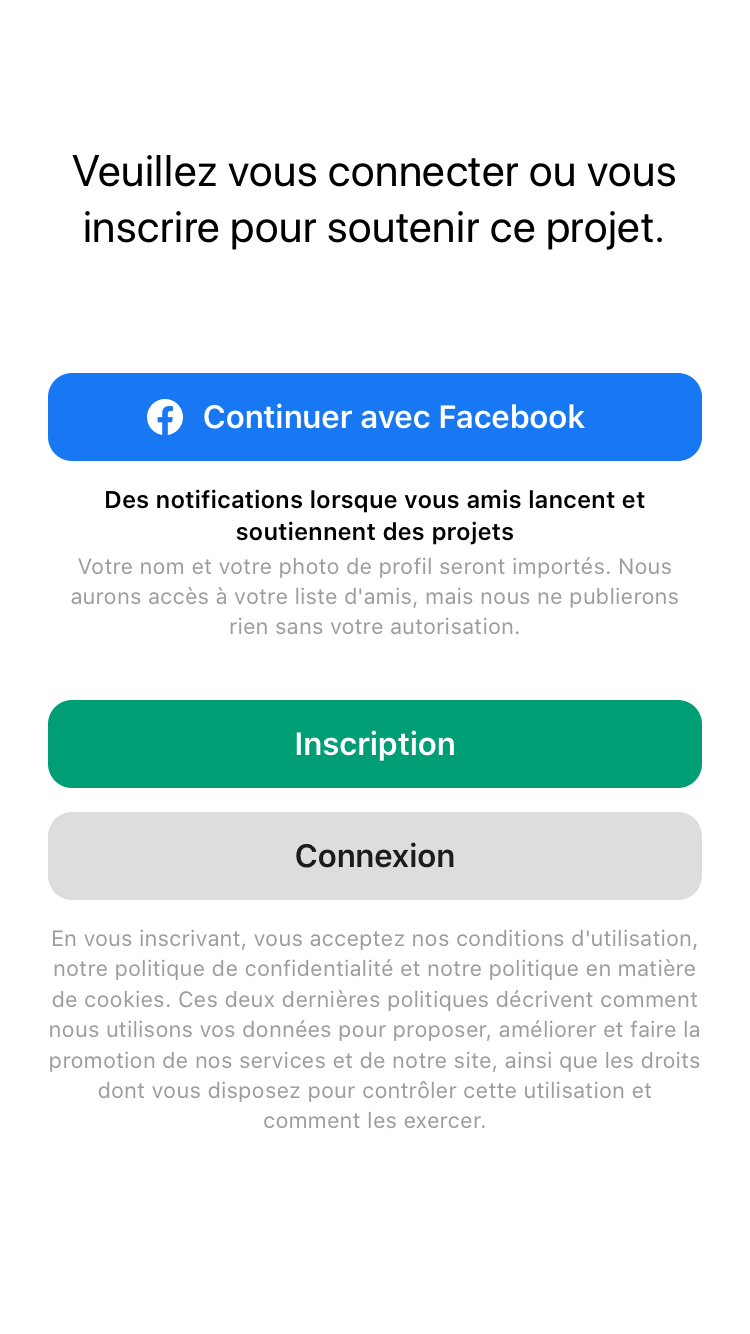 Veuillez vous connecter ou vous
inscrire pour soutenir ce projet.
Continuer avec Facebook
Des notifications lorsque vous amis lancent et
soutiennent des projets
Votre nom et votre photo de profil seront importés. Nous
aurons accès à votre liste d'amis, mais nous ne publierons
rien sans votre autorisation.
Inscription
Connexion
En vous inscrivant, vous acceptez nos conditions d'utilisation,
notre politique de confidentialité et notre politique en matière
de cookies. Ces deux dernières politiques décrivent comment
nous utilisons vos données pour proposer, améliorer et faire la
promotion de nos services et de notre site, ainsi que les droits
dont vous disposez pour contrôler cette utilisation et
comment les exercer.